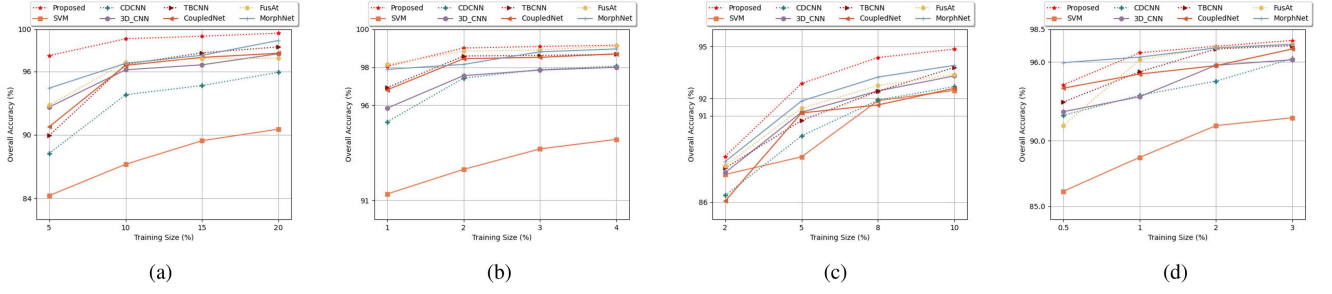 Proposed CDCNN TBCNN FusAt
SVM 3D_CNN CoupledNet MorphNet
100
96
90
84
Overall Accuracy (%)
5 10 15 20
Training Size (%)
(a)
Proposed CDCNN TBCNN FusAt
SVM 3D_CNN CoupledNet MorphNet
100
98
96
91
Overall Accuracy (%)
1 2 3 4
Training Size (%)
(b)
Proposed CDCNN TBCNN FusAt
SVM 3D_CNN CoupledNet MorphNet
95
92
91
86
Overall Accuracy (%)
2 5 8 10
Training Size (%)
(c)
Proposed CDCNN TBCNN FusAt
SVM 3D_CNN CoupledNet MorphNet
98.5
96.0
90.0
85.0
Overall Accuracy (%)
0.5 1 2 3
Training Size (%)
(d)